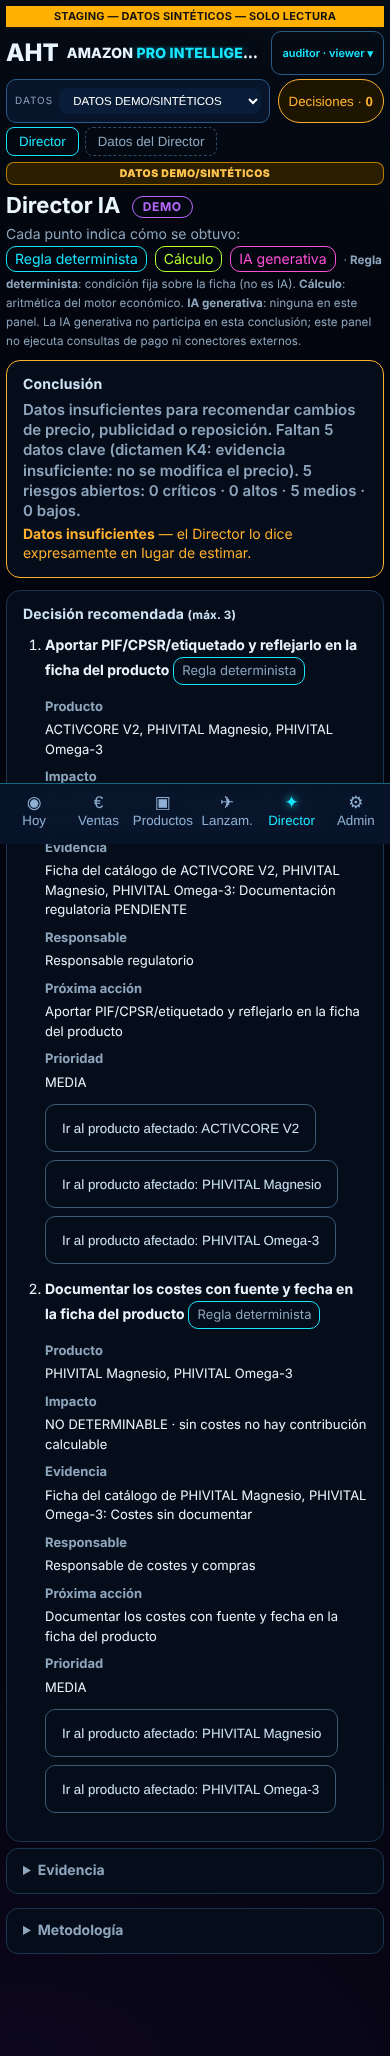 STAGING — DATOS SINTÉTICOS — SOLO LECTURA
AHT AMAZON PRO INTELLIGE... auditor · viewer ▾
DATOS DATOS DEMO/SINTÉTICOS Decisiones · 0
Director Datos del Director
DATOS DEMO/SINTÉTICOS
Director IA DEMO
Cada punto indica cómo se obtuvo:
Regla determinista Cálculo IA generativa · Regla
determinista: condición fija sobre la ficha (no es IA). Cálculo:
aritmética del motor económico. IA generativa: ninguna en este
panel. La IA generativa no participa en esta conclusión; este panel
no ejecuta consultas de pago ni conectores externos.
Conclusión
Datos insuficientes para recomendar cambios
de precio, publicidad o reposición. Faltan 5
datos clave (dictamen K4: evidencia
insuficiente: no se modifica el precio). 5
riesgos abiertos: 0 críticos · 0 altos · 5 medios ·
0 bajos.
Datos insuficientes — el Director lo dice
expresamente en lugar de estimar.
Decisión recomendada (máx. 3)
1. Aportar PIF/CPSR/etiquetado y reflejarlo en la
ficha del producto Regla determinista
Producto
ACTIVCORE V2, PHIVITAL Magnesio, PHIVITAL
Omega-3
Impacto
◉ € ▣ ✈ ✦ ⚙
Hoy Ventas Productos Lanzam. Director Admin
Evidencia
Ficha del catálogo de ACTIVCORE V2, PHIVITAL
Magnesio, PHIVITAL Omega-3: Documentación
regulatoria PENDIENTE
Responsable
Responsable regulatorio
Próxima acción
Aportar PIF/CPSR/etiquetado y reflejarlo en la ficha
del producto
Prioridad
MEDIA
Ir al producto afectado: ACTIVCORE V2
Ir al producto afectado: PHIVITAL Magnesio
Ir al producto afectado: PHIVITAL Omega-3
2. Documentar los costes con fuente y fecha en
la ficha del producto Regla determinista
Producto
PHIVITAL Magnesio, PHIVITAL Omega-3
Impacto
NO DETERMINABLE · sin costes no hay contribución
calculable
Evidencia
Ficha del catálogo de PHIVITAL Magnesio, PHIVITAL
Omega-3: Costes sin documentar
Responsable
Responsable de costes y compras
Próxima acción
Documentar los costes con fuente y fecha en la
ficha del producto
Prioridad
MEDIA
Ir al producto afectado: PHIVITAL Magnesio
Ir al producto afectado: PHIVITAL Omega-3
▶ Evidencia
▶ Metodología